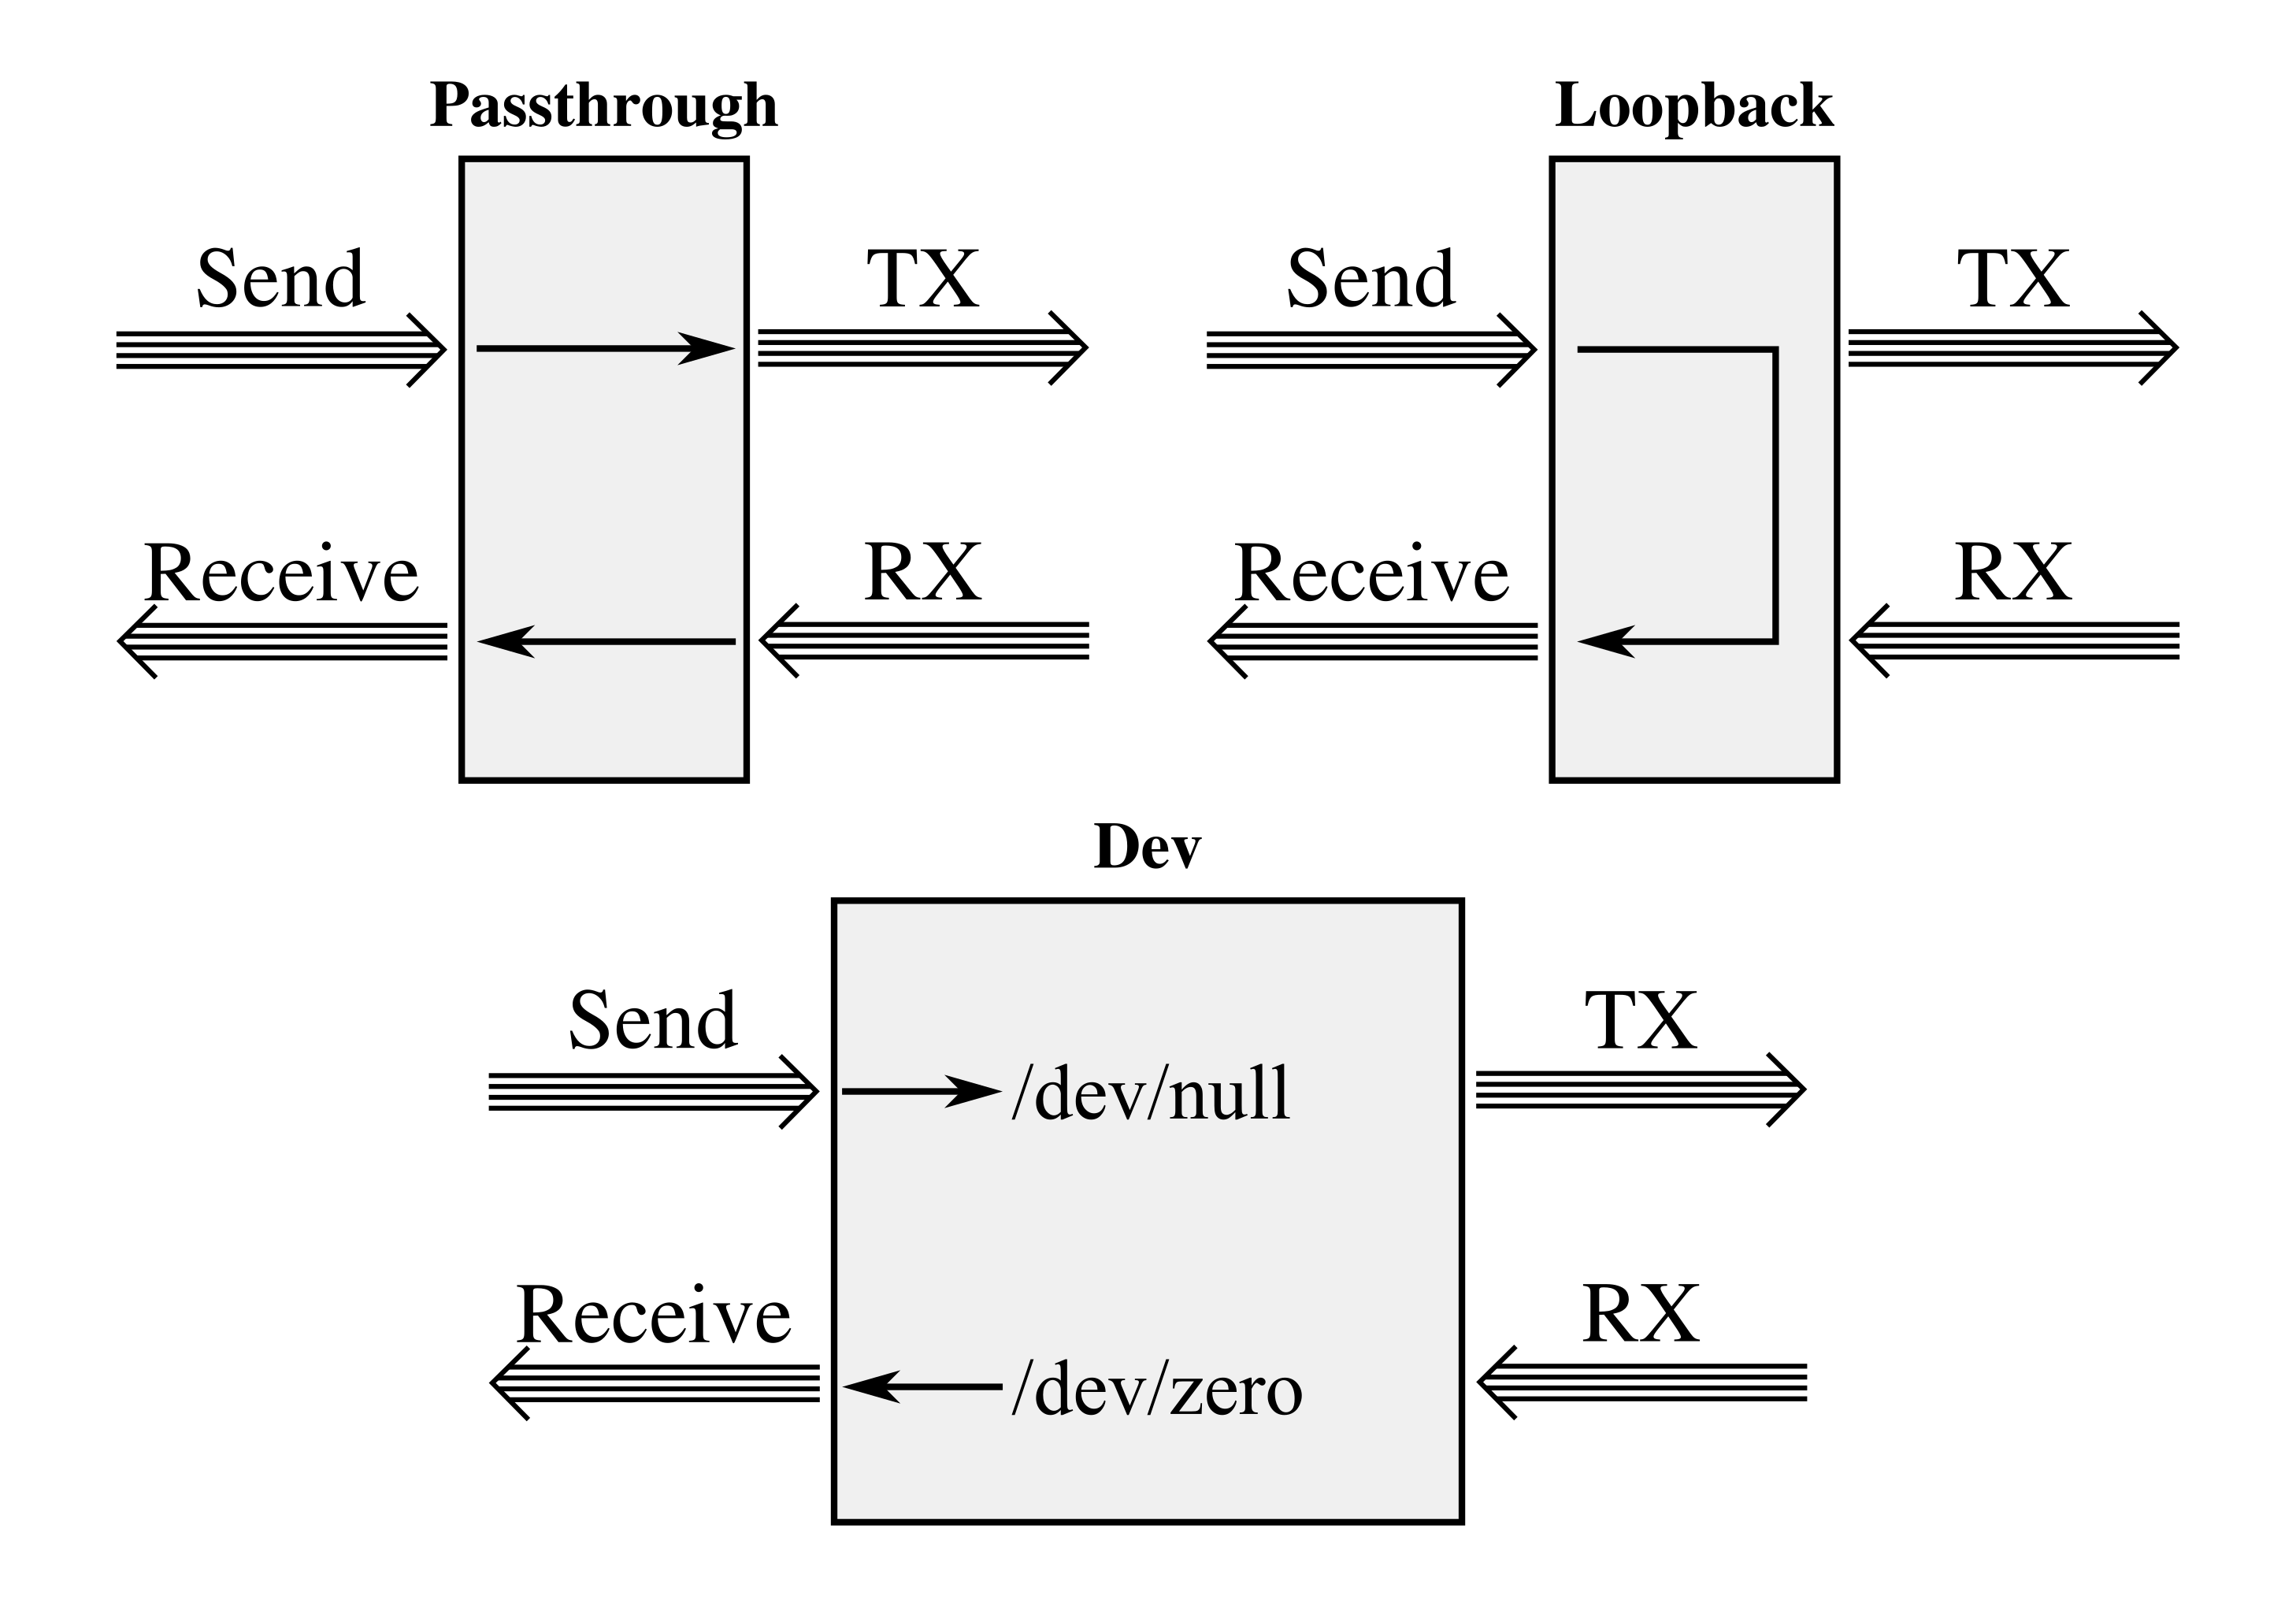 Passthrough
Send
TX
Receive
RX
Loopback
Send
TX
Receive
RX
Dev
Send
/dev/null
TX
Receive
/dev/zero
RX